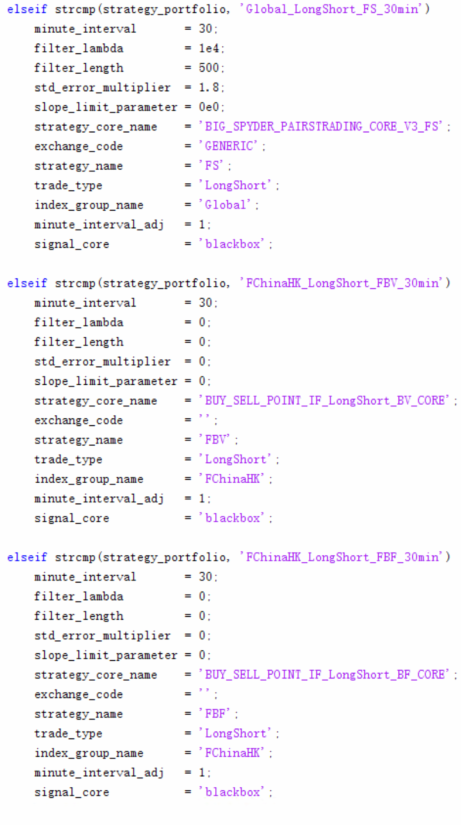 elseif strcmp(strategy_portfolio, 'Global_LongShort_FS_30min')
minute_interval = 30;
filter_lambda = 1e4;
filter_length = 500;
std_error_multiplier = 1.8;
slope_limit_parameter = 0e0;
strategy_core_name = 'BIG_SPYDER_PAIRSTRADING_CORE_V3_FS';
exchange_code = 'GENERIC';
strategy_name = 'FS';
trade_type = 'LongShort';
index_group_name = 'Global';
minute_interval_adj = 1;
signal_core = 'blackbox';
elseif strcmp(strategy_portfolio, 'FChinaHK_LongShort_FBV_30min')
minute_interval = 30;
filter_lambda = 0;
filter_length = 0;
std_error_multiplier = 0;
slope_limit_parameter = 0;
strategy_core_name = 'BUY_SELL_POINT_IF_LongShort_BV_CORE';
exchange_code = '';
strategy_name = 'FBV';
trade_type = 'LongShort';
index_group_name = 'FChinaHK';
minute_interval_adj = 1;
signal_core = 'blackbox';
elseif strcmp(strategy_portfolio, 'FChinaHK_LongShort_FBF_30min')
minute_interval = 30;
filter_lambda = 0;
filter_length = 0;
std_error_multiplier = 0;
slope_limit_parameter = 0;
strategy_core_name = 'BUY_SELL_POINT_IF_LongShort_BF_CORE';
exchange_code = '';
strategy_name = 'FBF';
trade_type = 'LongShort';
index_group_name = 'FChinaHK';
minute_interval_adj = 1;
signal_core = 'blackbox';